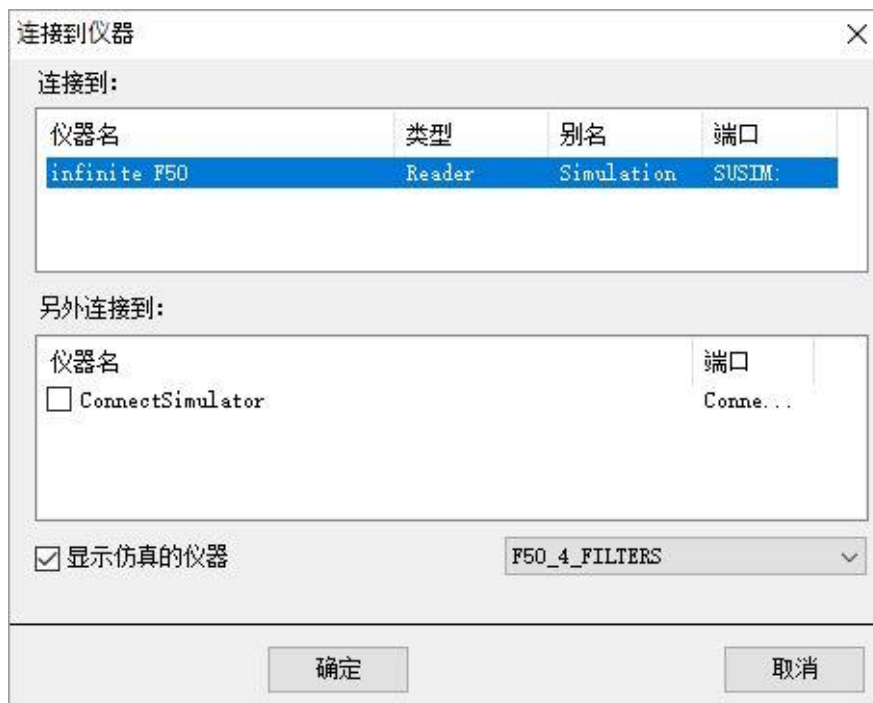 连接到仪器
连接到:
仪器名 类型 别名 端口
infinite F50 Reader Simulation SUSIM:
另外连接到:
仪器名 端口
ConnectSimulator Conne...
显示仿真的仪器 F50_4_FILTERS
确定 取消